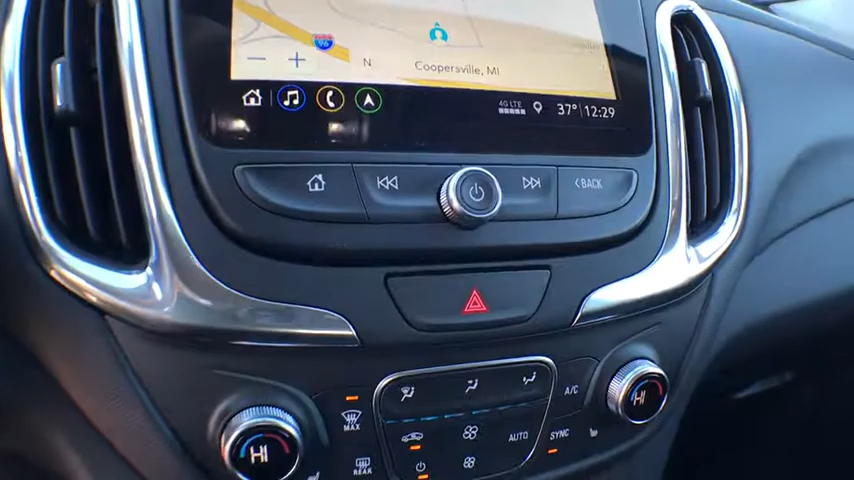 96
N
Coopersville, MI
4G LTE 37° 12:29
BACK
A/C
MAX
AUTO
SYNC
REAR
HI
HI